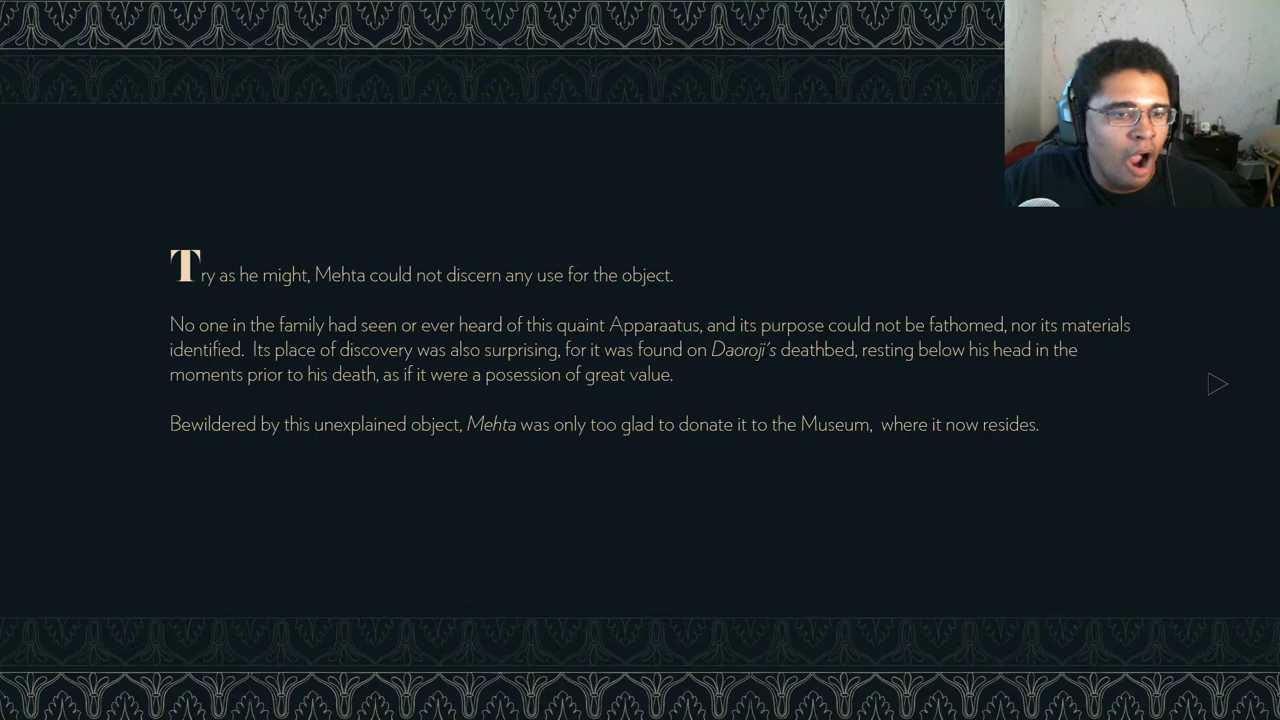 Try as he might, Mehta could not discern any use for the object.
No one in the family had seen or ever heard of this quaint Apparaatus, and its purpose could not be fathomed, nor its materials
identified. Its place of discovery was also surprising, for it was found on Daoroji's deathbed, resting below his head in the
moments prior to his death, as if it were a posession of great value.
Bewildered by this unexplained object, Mehta was only too glad to donate it to the Museum, where it now resides.